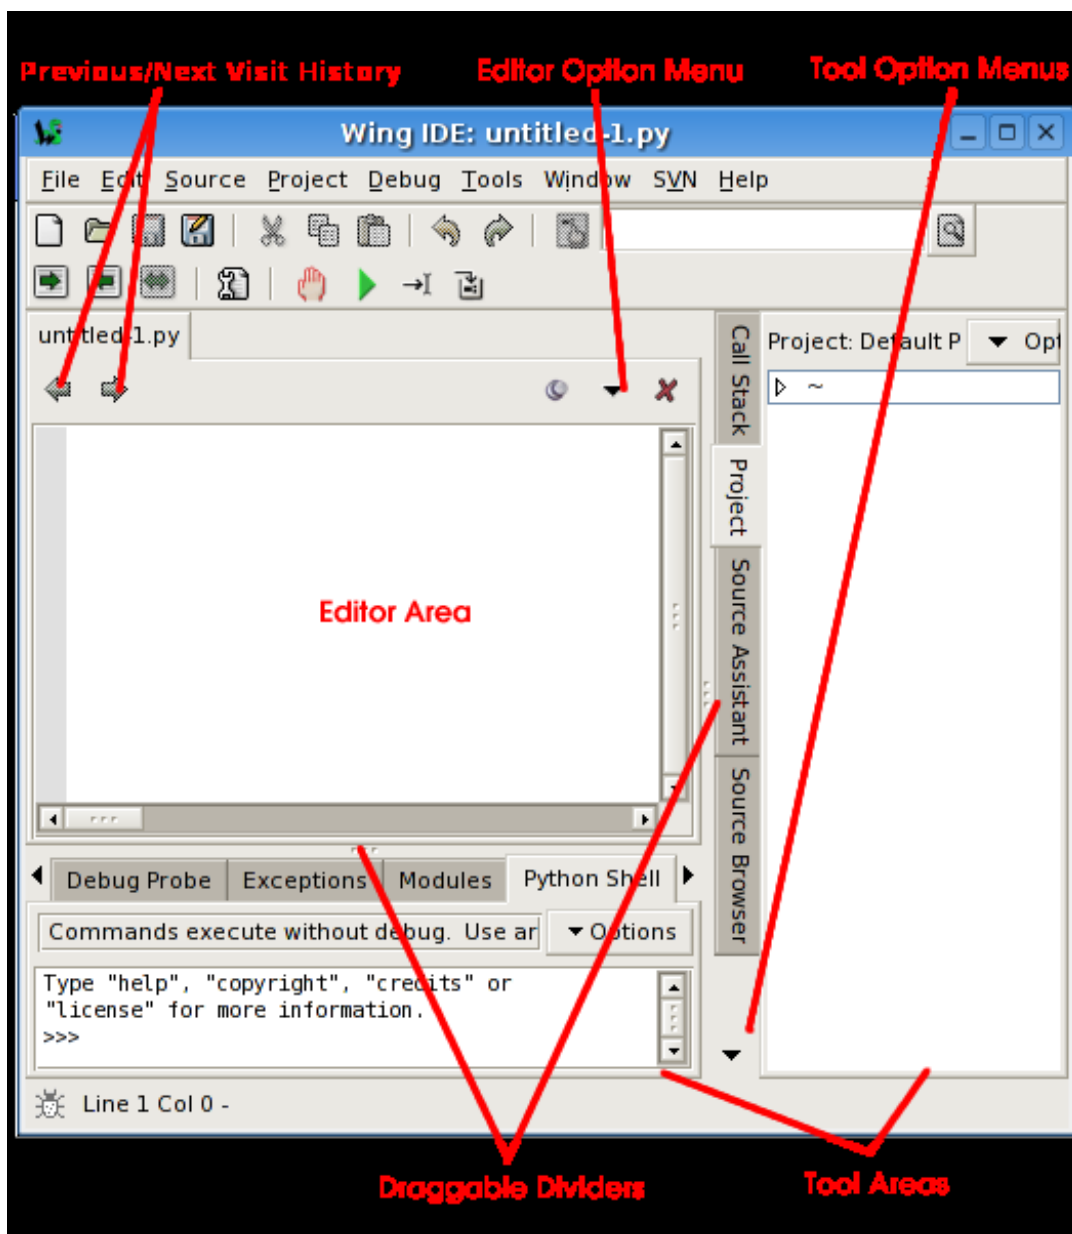 Previous/Next Visit History
Editor Option Menu
Tool Option Menus
Wing IDE: untitled-1.py
File Edit Source Project Debug Tools Window SVN Help
untitled-1.py
Call Stack
Project
Source Assistant
Source Browser
Project: Default P
Opt
~
Editor Area
Debug Probe
Exceptions
Modules
Python Shell
Commands execute without debug. Use ar
Options
Type "help", "copyright", "credits" or
"license" for more information.
>>>
Line 1 Col 0 -
Draggable Dividers
Tool Areas